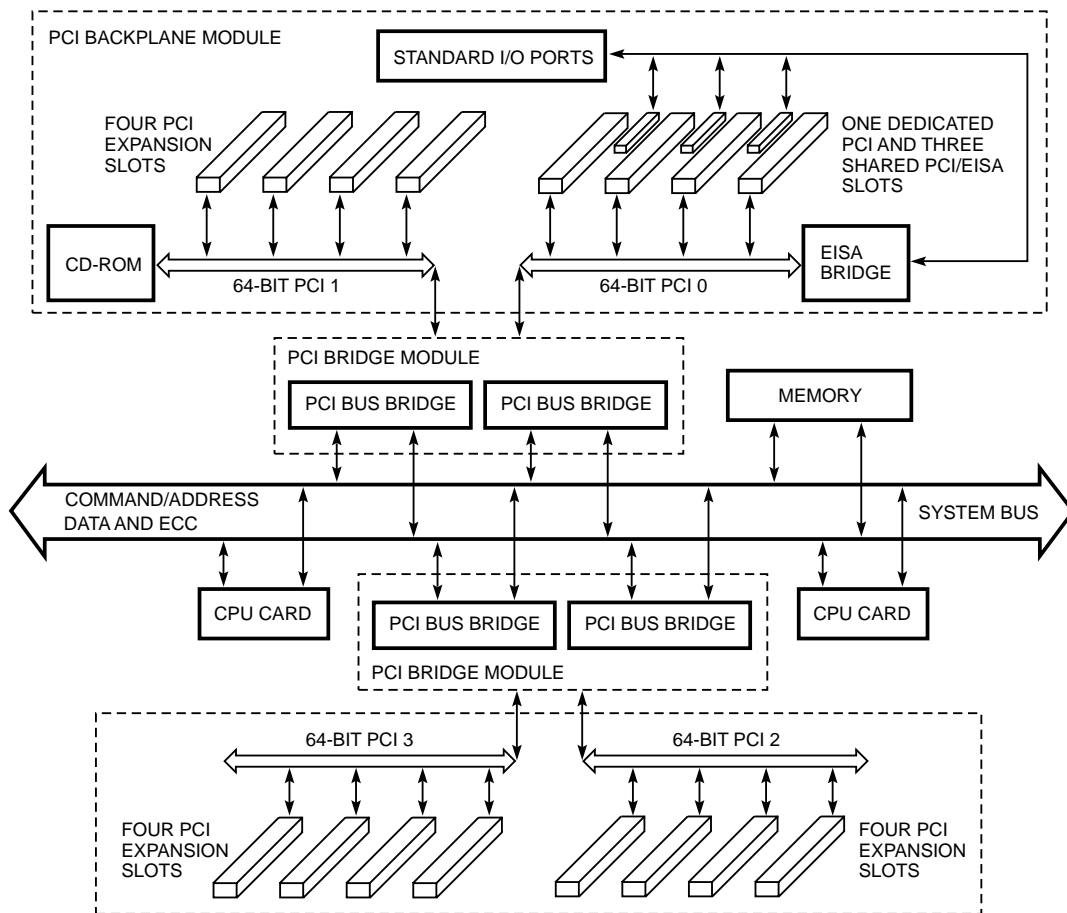 PCI BACKPLANE MODULE
STANDARD I/O PORTS
FOUR PCI
EXPANSION
SLOTS
ONE DEDICATED
PCI AND THREE
SHARED PCI/EISA
SLOTS
CD-ROM
64-BIT PCI 1
64-BIT PCI 0
EISA
BRIDGE
PCI BRIDGE MODULE
PCI BUS BRIDGE
PCI BUS BRIDGE
MEMORY
COMMAND/ADDRESS
DATA AND ECC
SYSTEM BUS
CPU CARD
PCI BUS BRIDGE
PCI BUS BRIDGE
CPU CARD
PCI BRIDGE MODULE
64-BIT PCI 3
64-BIT PCI 2
FOUR PCI
EXPANSION
SLOTS
FOUR PCI
EXPANSION
SLOTS